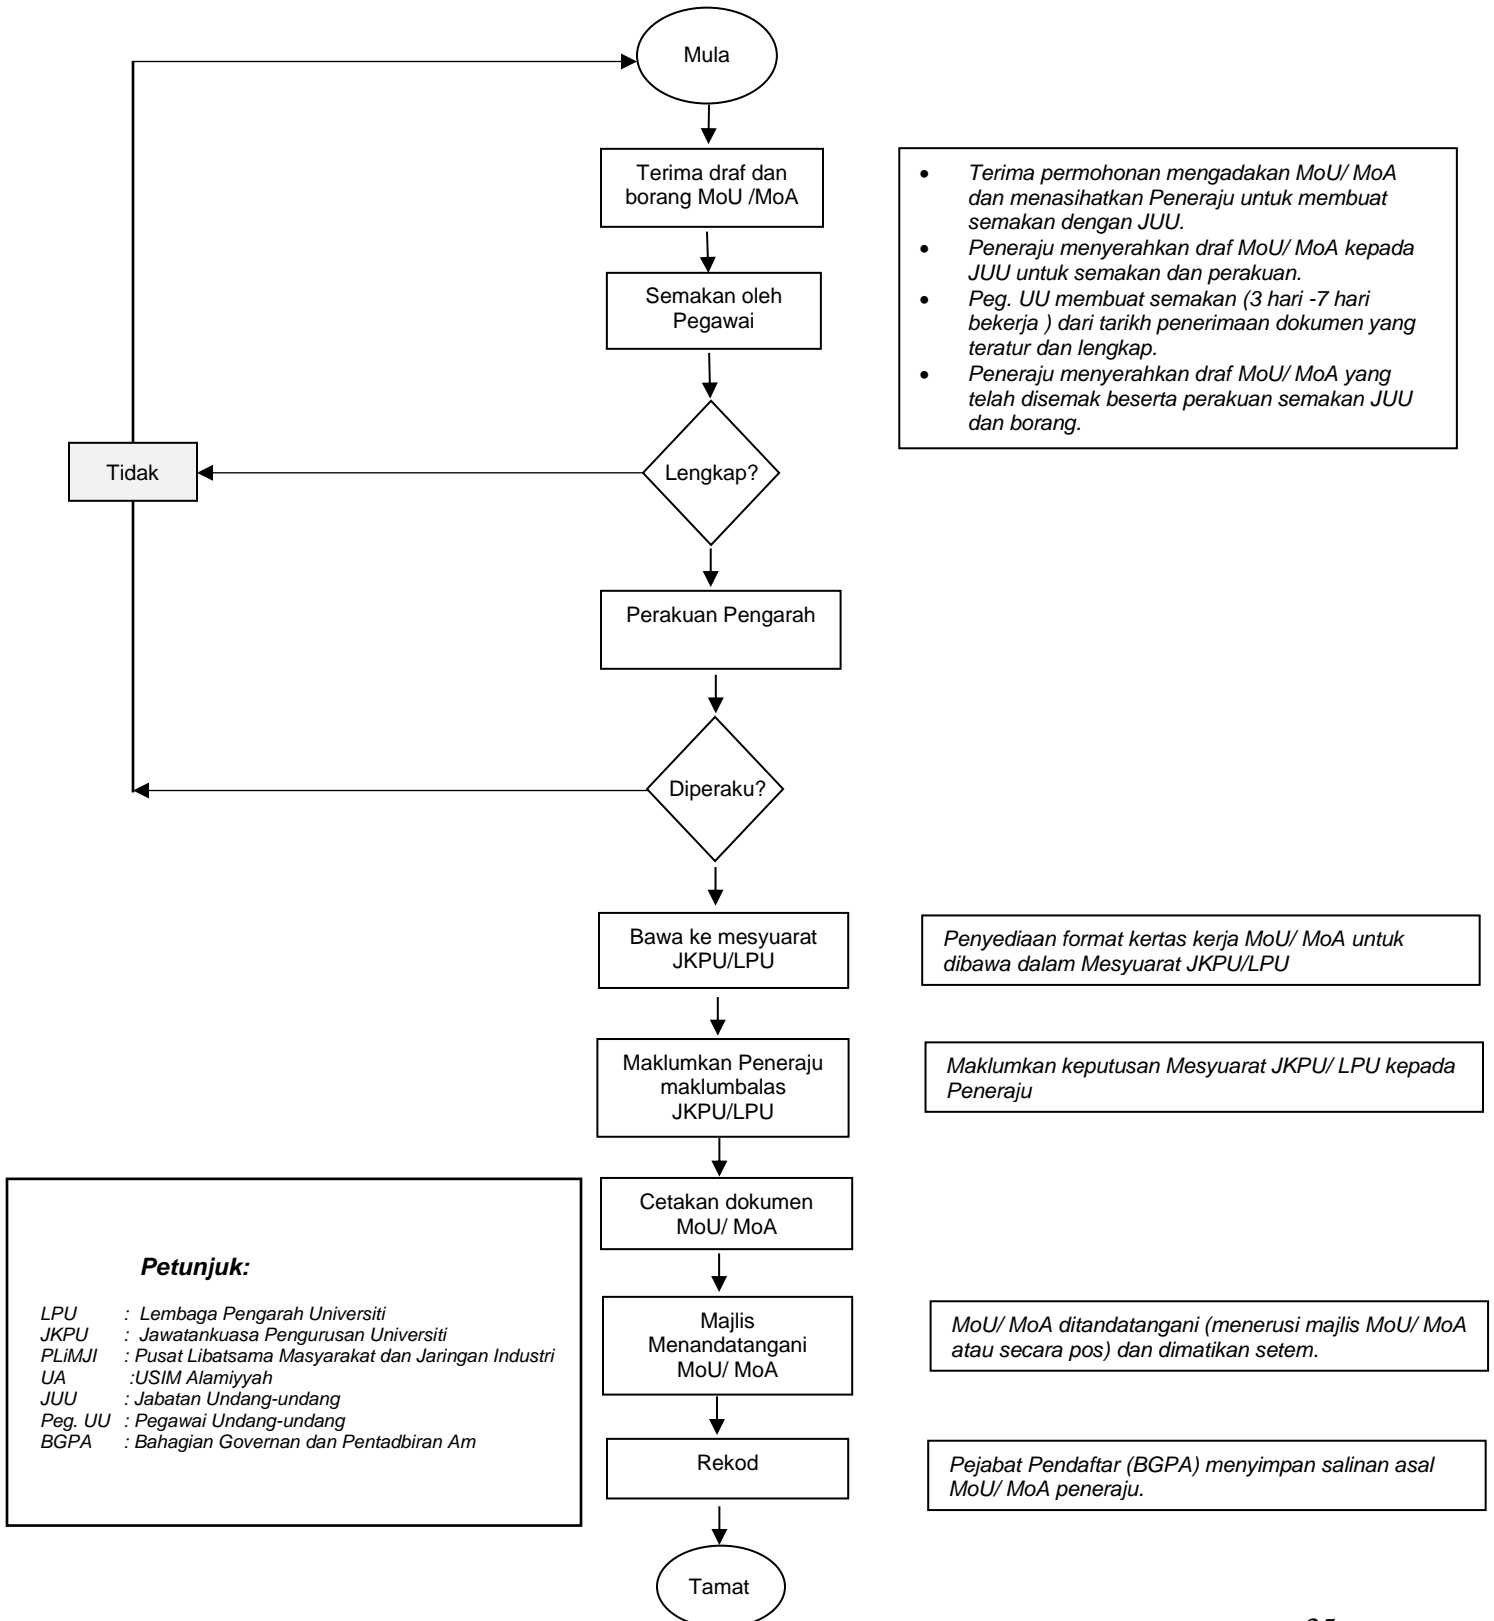 Mula
Terima draf dan
borang MoU /MoA
• Terima permohonan mengadakan MoU/ MoA
dan menasihatkan Peneraju untuk membuat
semakan dengan JUU.
• Peneraju menyerahkan draf MoU/ MoA kepada
JUU untuk semakan dan perakuan.
• Peg. UU membuat semakan (3 hari -7 hari
bekerja ) dari tarikh penerimaan dokumen yang
teratur dan lengkap.
• Peneraju menyerahkan draf MoU/ MoA yang
telah disemak beserta perakuan semakan JUU
dan borang.
Semakan oleh
Pegawai
Tidak
Lengkap?
Perakuan Pengarah
Diperaku?
Bawa ke mesyuarat
JKPU/LPU
Penyediaan format kertas kerja MoU/ MoA untuk
dibawa dalam Mesyuarat JKPU/LPU
Maklumkan Peneraju
maklumbalas
JKPU/LPU
Maklumkan keputusan Mesyuarat JKPU/ LPU kepada
Peneraju
Cetakan dokumen
MoU/ MoA
Petunjuk:
LPU : Lembaga Pengarah Universiti
JKPU : Jawatankuasa Pengurusan Universiti
PLiMJI : Pusat Libatsama Masyarakat dan Jaringan Industri
UA :USIM Alamiyyah
JUU : Jabatan Undang-undang
Peg. UU : Pegawai Undang-undang
BGPA : Bahagian Governan dan Pentadbiran Am
Majlis
Menandatangani
MoU/ MoA
MoU/ MoA ditandatangani (menerusi majlis MoU/ MoA
atau secara pos) dan dimatikan setem.
Rekod
Pejabat Pendaftar (BGPA) menyimpan salinan asal
MoU/ MoA peneraju.
Tamat